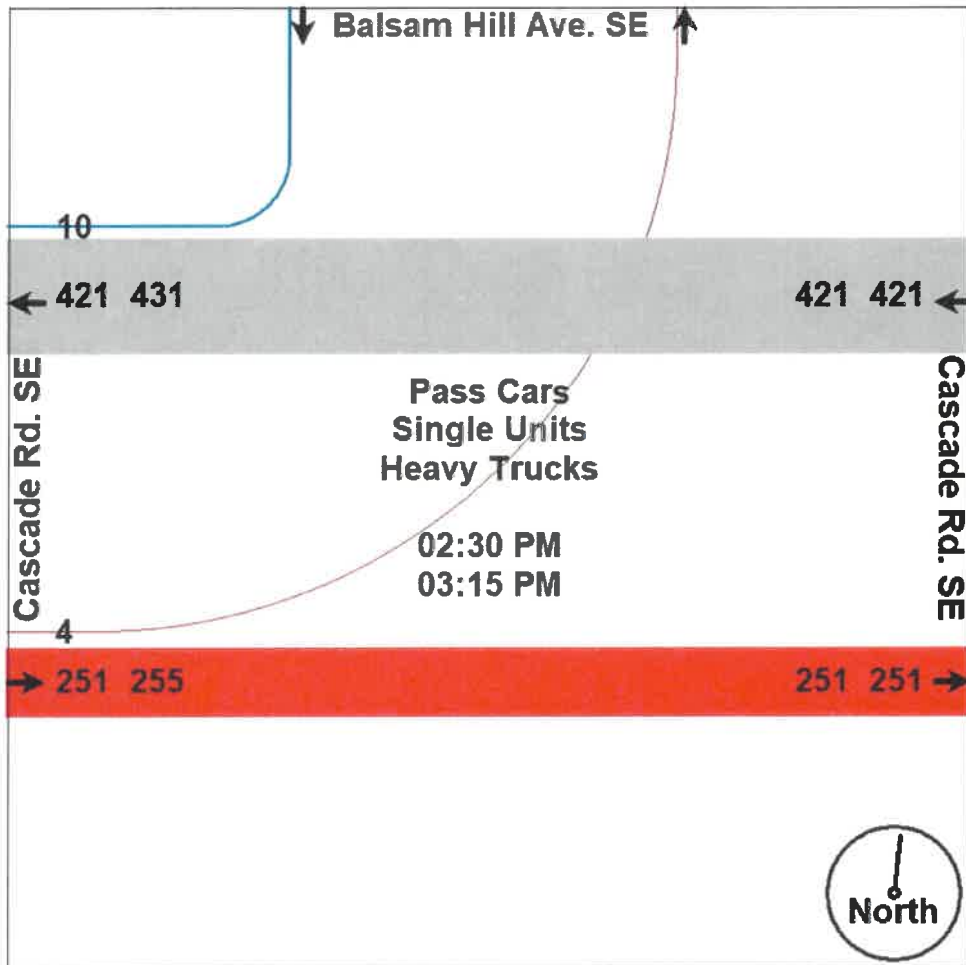 Balsam Hill Ave. SE
10
421 431
421 421
Cascade Rd. SE
Cascade Rd. SE
Pass Cars
Single Units
Heavy Trucks
02:30 PM
03:15 PM
4
251 255
251 251
North